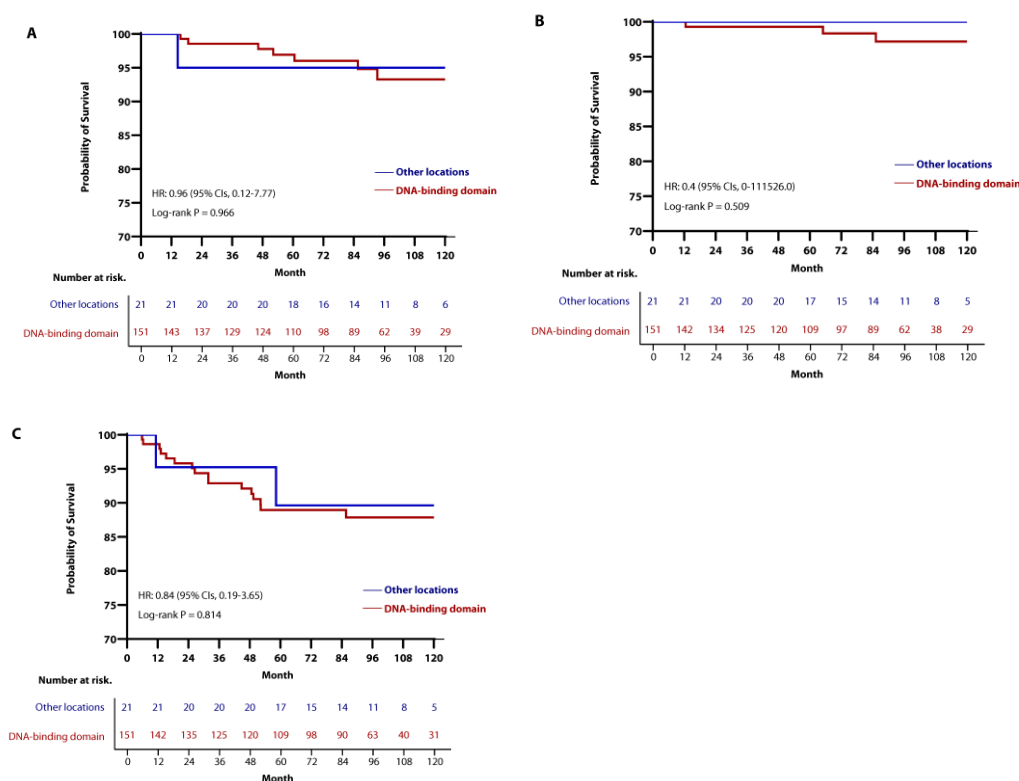 A
100
95
90
85
80
75
70
Probability of Survival
Other locations
DNA-binding domain
HR: 0.96 (95% CIs, 0.12-7.77)
Log-rank P = 0.966
0 12 24 36 48 60 72 84 96 108 120
Month
Number at risk.
Other locations 21 21 20 20 20 18 16 14 11 8 6
DNA-binding domain 151 143 137 129 124 110 98 89 62 39 29
0 12 24 36 48 60 72 84 96 108 120
Month
B
100
95
90
85
80
75
70
Probability of Survival
Other locations
DNA-binding domain
HR: 0.4 (95% CIs, 0-111526.0)
Log-rank P = 0.509
0 12 24 36 48 60 72 84 96 108 120
Month
Number at risk.
Other locations 21 21 20 20 20 17 15 14 11 8 5
DNA-binding domain 151 142 134 125 120 109 97 89 62 38 29
0 12 24 36 48 60 72 84 96 108 120
Month
C
100
95
90
85
80
75
70
Probability of Survival
Other locations
DNA-binding domain
HR: 0.84 (95% CIs, 0.19-3.65)
Log-rank P = 0.814
0 12 24 36 48 60 72 84 96 108 120
Month
Number at risk.
Other locations 21 21 20 20 20 17 15 14 11 8 5
DNA-binding domain 151 142 135 125 120 109 98 90 63 40 31
0 12 24 36 48 60 72 84 96 108 120
Month